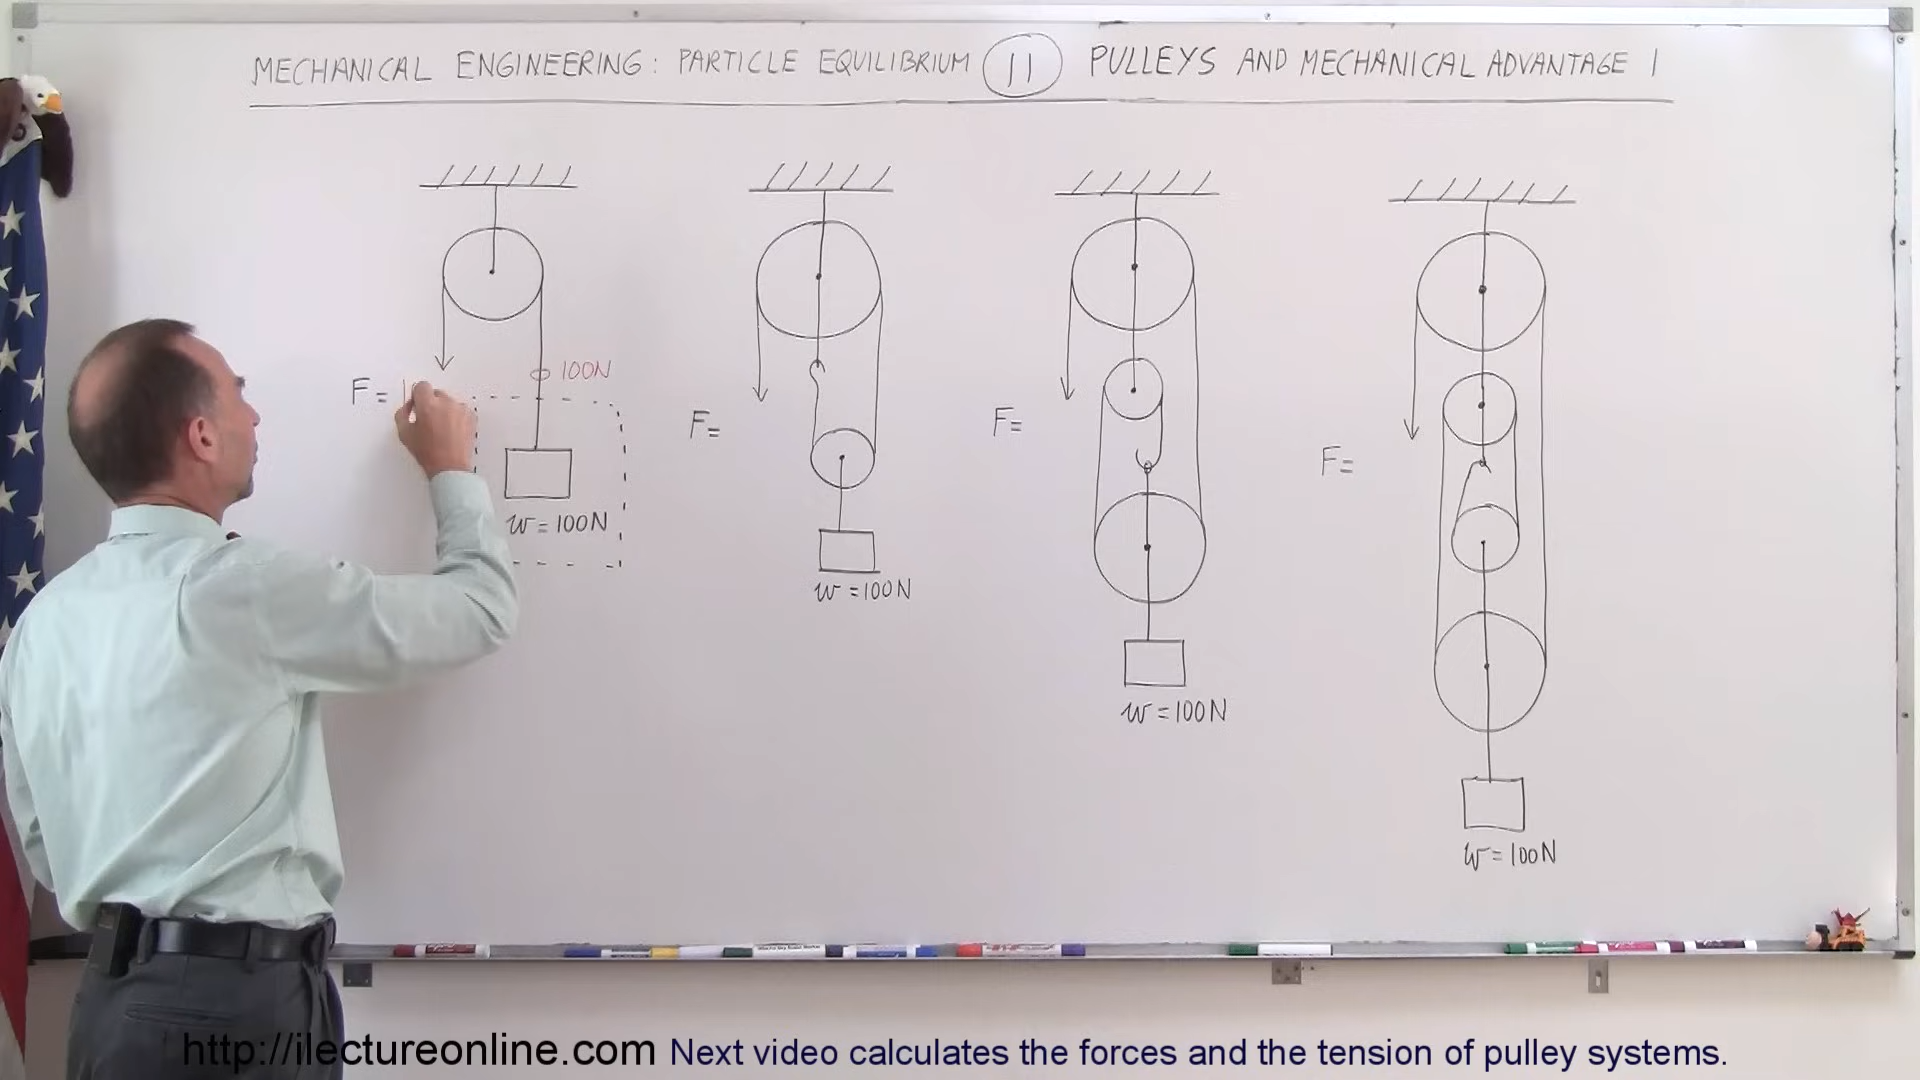 MECHANICAL ENGINEERING: PARTICLE EQUILIBRIUM 11 PULLEYS AND MECHANICAL ADVANTAGE 1
100N
F=
w=100N
F=
w=100N
F=
w=100N
F=
w=100N
http://ilectureonline.com Next video calculates the forces and the tension of pulley systems.